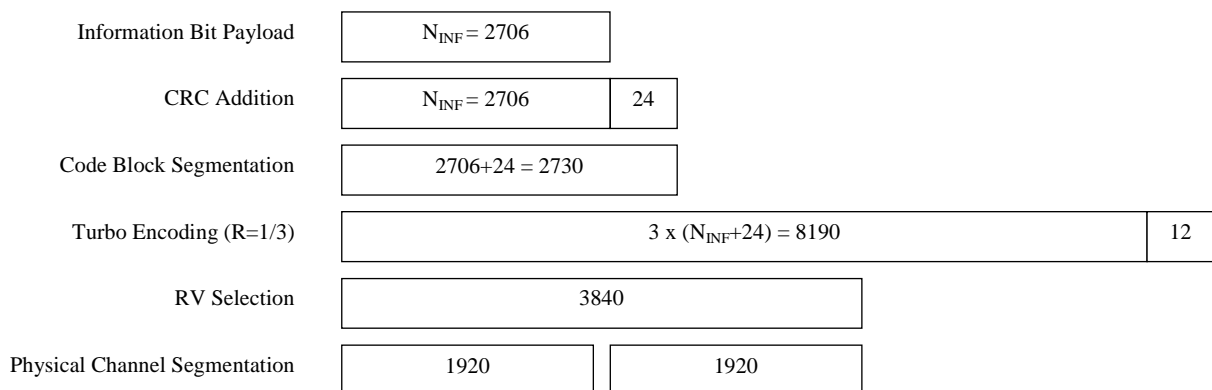 Information Bit Payload N_INF = 2706
CRC Addition N_INF = 2706 24
Code Block Segmentation 2706+24 = 2730
Turbo Encoding (R=1/3) 3 x (N_INF+24) = 8190 12
RV Selection 3840
Physical Channel Segmentation 1920 1920